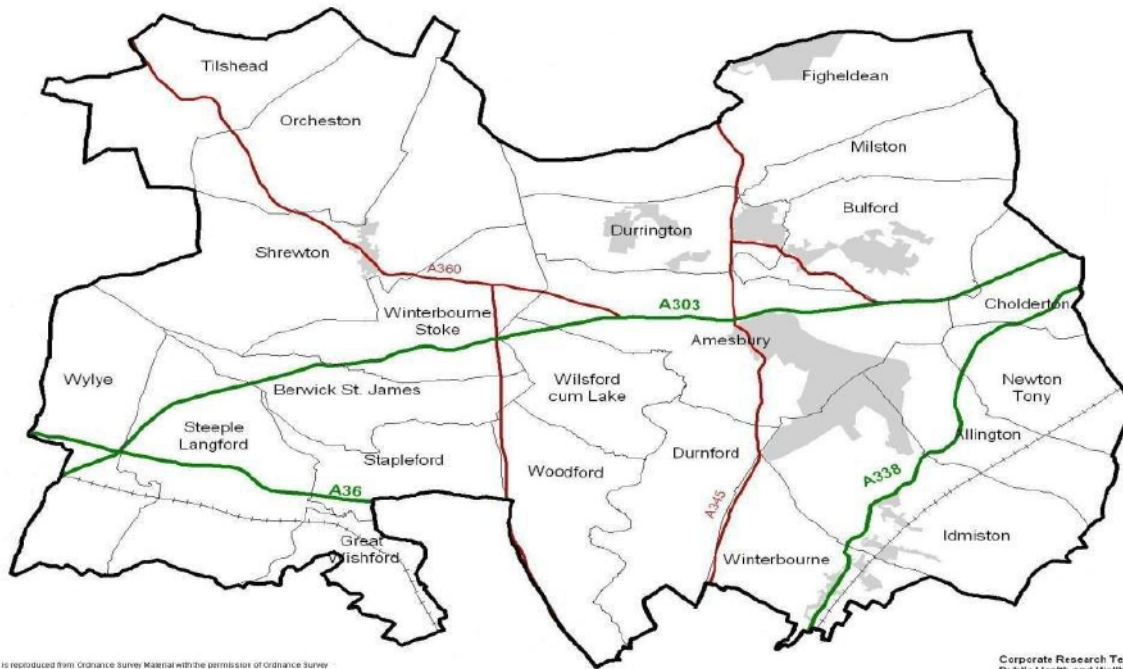 Tilshead
Figheldean
Orcheston
Milston
Bulford
Durrington
Shrewton
A360
A303
Cholderton
Winterbourne
Stoke
Amesbury
Wylye
Berwick St. James
Wilsford
cum Lake
Newton
Tony
Steeple
Langford
Allington
Stapleford
Durnford
Woodford
A338
A36
A345
Great
Wishford
Winterbourne
Idmiston
is reproduced from Ordnance Survey Material with the permission of Ordnance Survey
Corporate Research Te